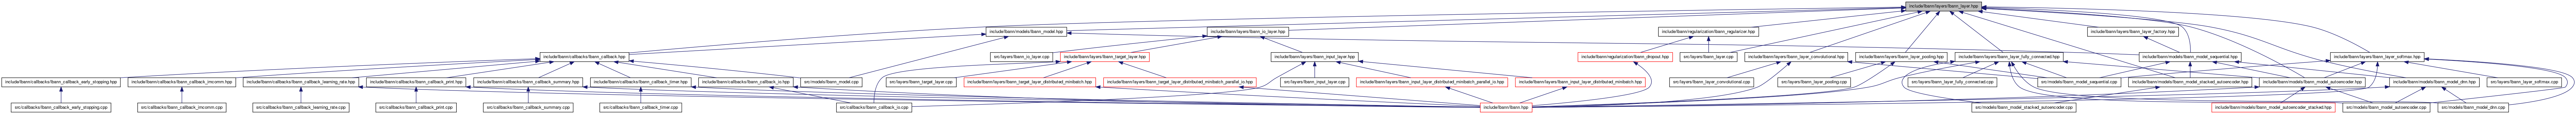 include/lbann/layers/lbann_layer.hpp
include/lbann/models/lbann_model.hpp
include/lbann/layers/lbann_io_layer.hpp
include/lbann/regularization/lbann_regularizer.hpp
include/lbann/layers/lbann_layer_factory.hpp
include/lbann/callbacks/lbann_callback.hpp
src/layers/lbann_io_layer.cpp
include/lbann/layers/lbann_target_layer.hpp
include/lbann/layers/lbann_input_layer.hpp
include/lbann/regularization/lbann_dropout.hpp
src/layers/lbann_layer.cpp
include/lbann/layers/lbann_layer_convolutional.hpp
include/lbann/layers/lbann_layer_pooling.hpp
include/lbann/layers/lbann_layer_fully_connected.hpp
include/lbann/models/lbann_model_sequential.hpp
include/lbann/layers/lbann_layer_softmax.hpp
include/lbann/callbacks/lbann_callback_early_stopping.hpp
include/lbann/callbacks/lbann_callback_imcomm.hpp
include/lbann/callbacks/lbann_callback_learning_rate.hpp
include/lbann/callbacks/lbann_callback_print.hpp
include/lbann/callbacks/lbann_callback_summary.hpp
include/lbann/callbacks/lbann_callback_timer.hpp
include/lbann/callbacks/lbann_callback_io.hpp
src/models/lbann_model.cpp
src/layers/lbann_target_layer.cpp
include/lbann/layers/lbann_target_layer_distributed_minibatch.hpp
include/lbann/layers/lbann_target_layer_distributed_minibatch_parallel_io.hpp
src/layers/lbann_input_layer.cpp
include/lbann/layers/lbann_input_layer_distributed_minibatch_parallel_io.hpp
include/lbann/layers/lbann_input_layer_distributed_minibatch.hpp
src/layers/lbann_layer_convolutional.cpp
src/layers/lbann_layer_pooling.cpp
src/layers/lbann_layer_fully_connected.cpp
src/models/lbann_model_sequential.cpp
include/lbann/models/lbann_model_stacked_autoencoder.hpp
include/lbann/models/lbann_model_autoencoder.hpp
include/lbann/models/lbann_model_dnn.hpp
src/layers/lbann_layer_softmax.cpp
src/callbacks/lbann_callback_early_stopping.cpp
src/callbacks/lbann_callback_imcomm.cpp
src/callbacks/lbann_callback_learning_rate.cpp
src/callbacks/lbann_callback_print.cpp
src/callbacks/lbann_callback_summary.cpp
src/callbacks/lbann_callback_timer.cpp
src/callbacks/lbann_callback_io.cpp
include/lbann/lbann.hpp
src/models/lbann_model_stacked_autoencoder.cpp
include/lbann/models/lbann_model_autoencoder_stacked.hpp
src/models/lbann_model_autoencoder.cpp
src/models/lbann_model_dnn.cpp